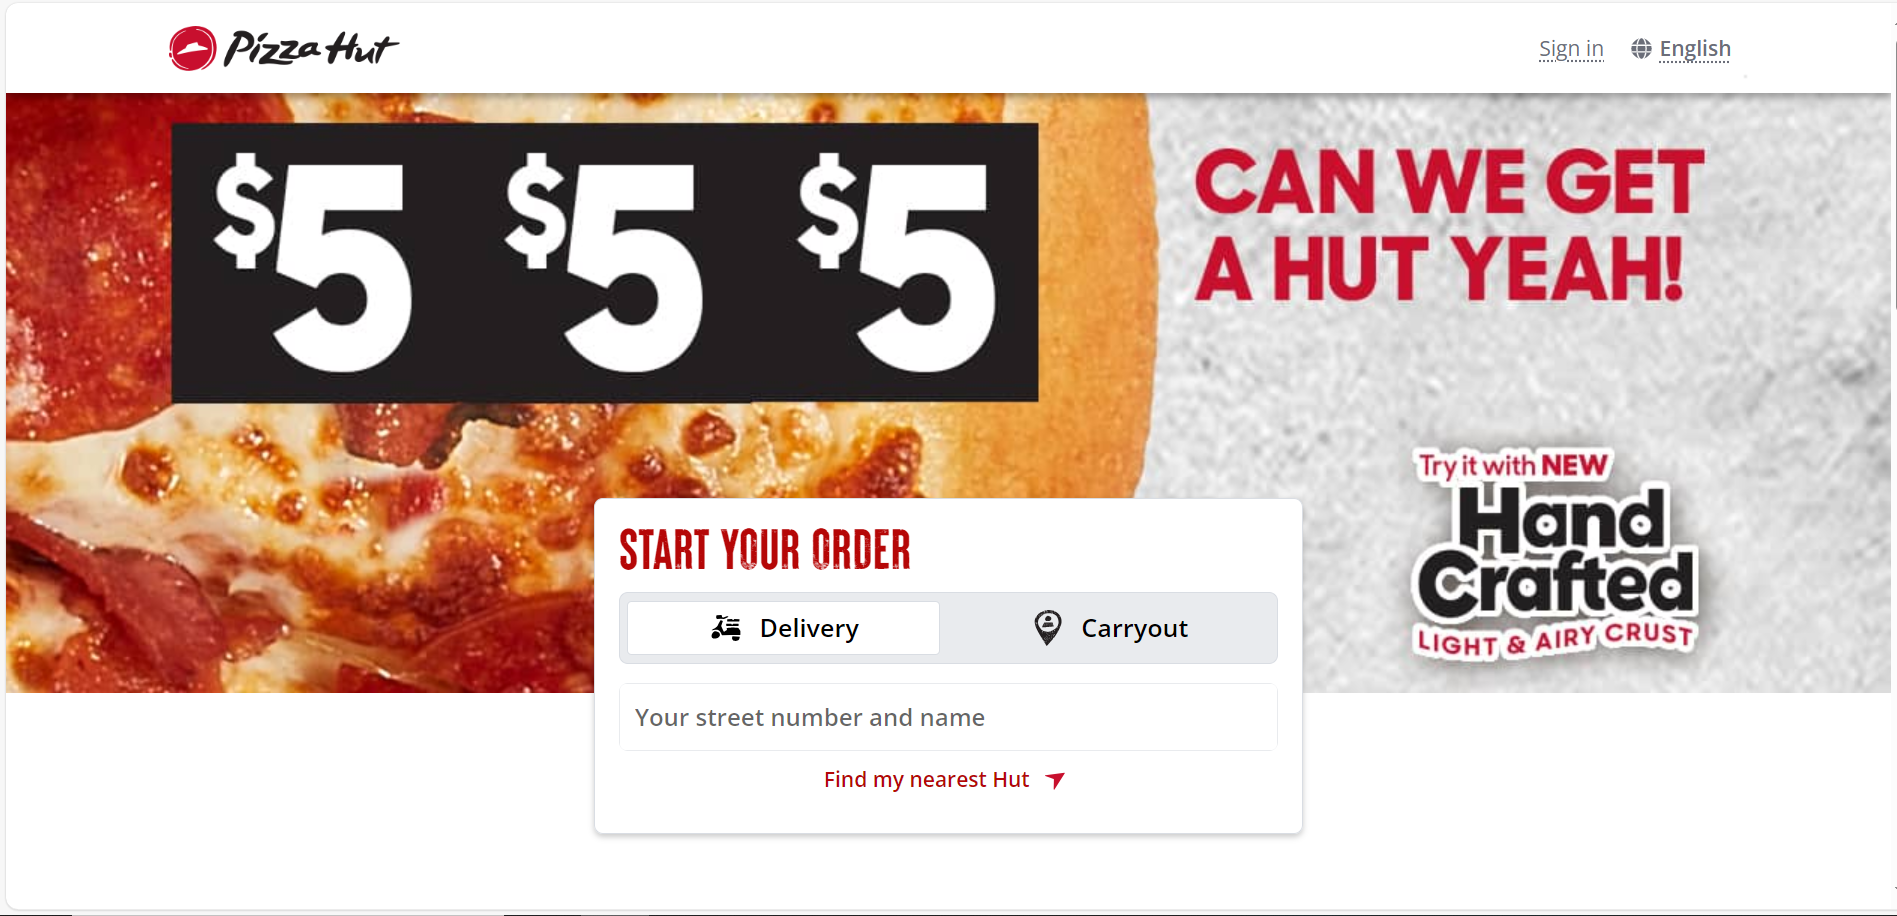 Pizza Hut
Sign in English
$5 $5 $5
CAN WE GET
A HUT YEAH!
Try it with NEW
Hand
Crafted
LIGHT & AIRY CRUST
START YOUR ORDER
Delivery Carryout
Your street number and name
Find my nearest Hut